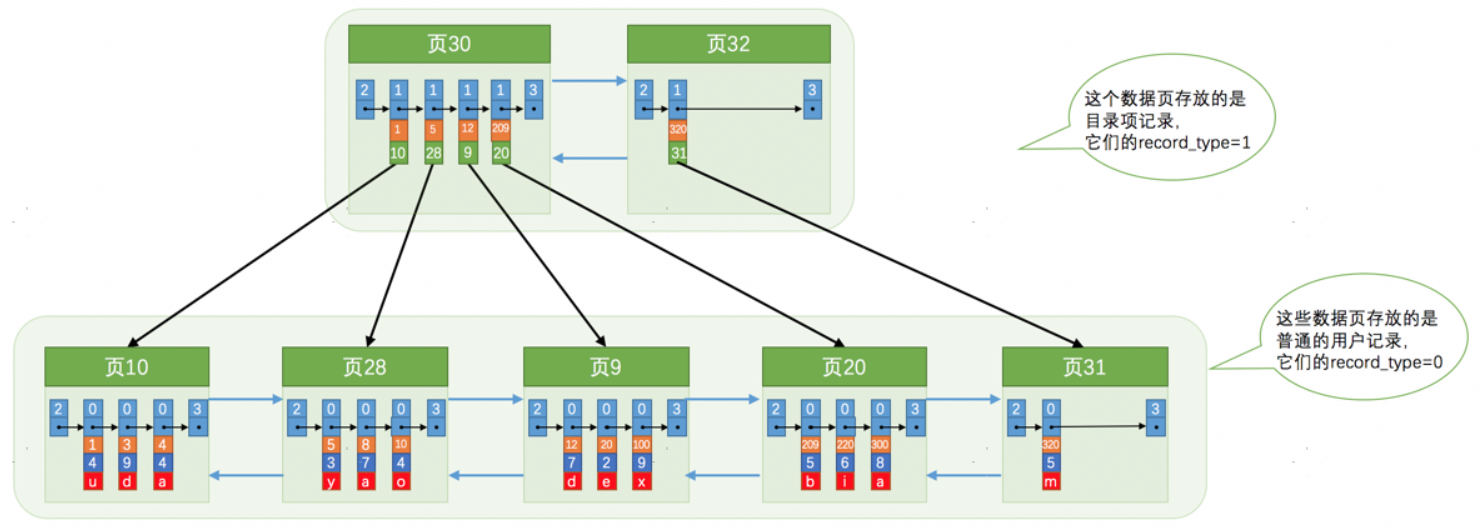 页30
页32
2 1 1 1 1 3
1 5 12 209
10 28 9 20
2 1 3
320
31
这个数据页存放的是
目录项记录，
它们的record_type=1
这些数据页存放的是
普通的用户记录，
它们的record_type=0
页10
页28
页9
页20
页31
2 0 0 0 3
1 3 4
4 9 4
u d a
2 0 0 0 3
5 8 10
3 7 4
y a o
2 0 0 0 3
12 20 100
7 2 9
d e x
2 0 0 0 3
209 220 300
5 6 8
b i a
2 0 3
320
5
m